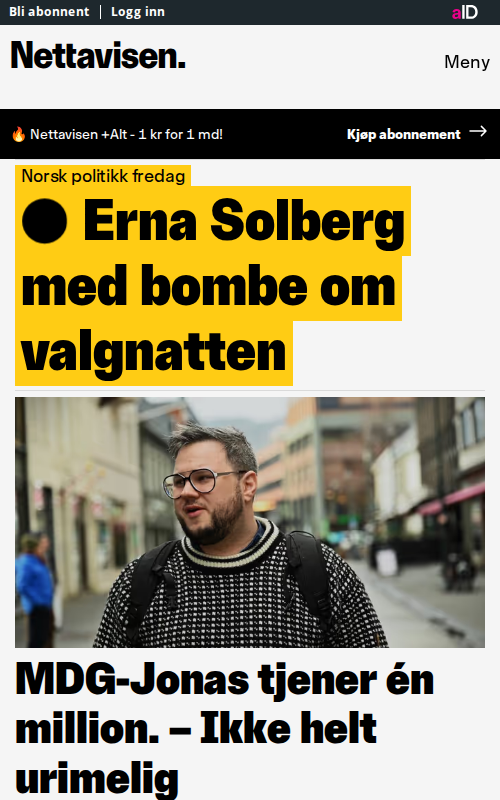 Bli abonnent | Logg inn aID
Nettavisen.
Meny
🔥 Nettavisen +Alt - 1 kr for 1 md! Kjøp abonnement →
Norsk politikk fredag
● Erna Solberg
med bombe om
valgnatten
MDG-Jonas tjener én
million. – Ikke helt
urimelig